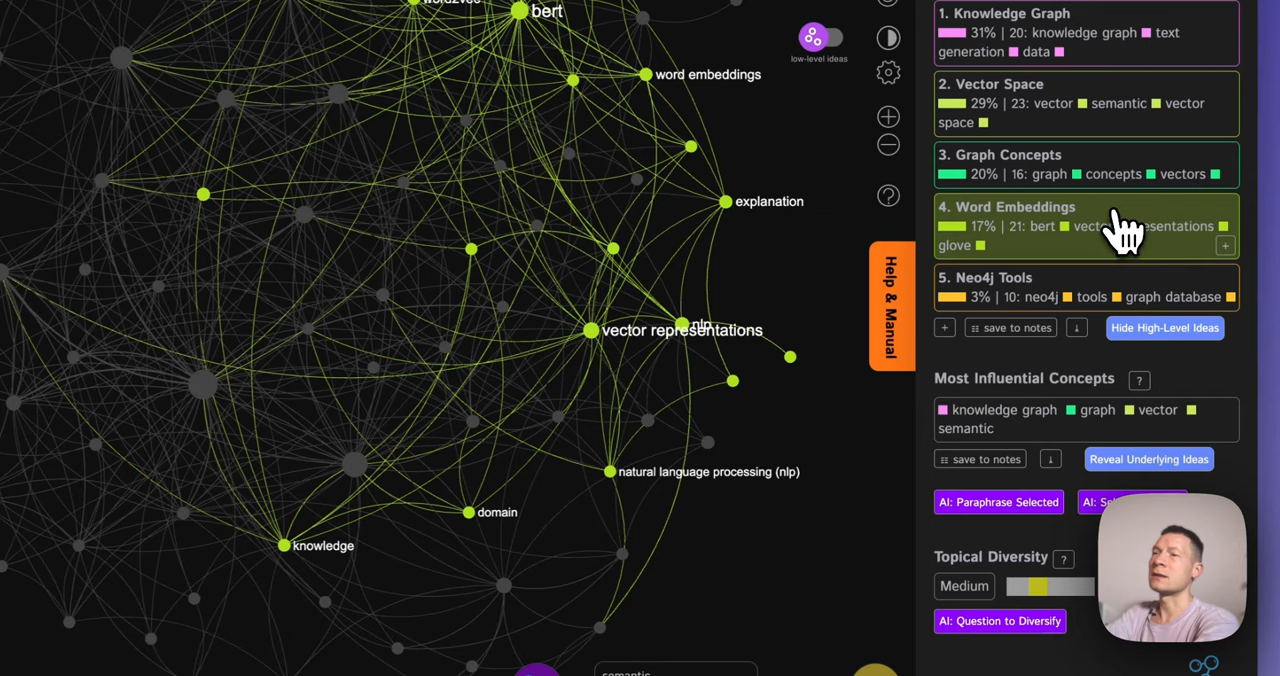 word2vec
bert
word embeddings
explanation
nlp
vector representations
natural language processing (nlp)
domain
knowledge
semantic
low-level ideas
Help & Manual
1. Knowledge Graph
31% | 20: knowledge graph text
generation data
2. Vector Space
29% | 23: vector semantic vector
space
3. Graph Concepts
20% | 16: graph concepts vectors
4. Word Embeddings
17% | 21: bert
glove
+
5. Neo4j Tools
3% | 10: neo4j tools graph database
+ save to notes ↓ Hide High-Level Ideas
Most Influential Concepts ?
knowledge graph graph vector
semantic
save to notes ↓ Reveal Underlying Ideas
AI: Paraphrase Selected AI:
Topical Diversity ?
Medium
AI: Question to Diversify